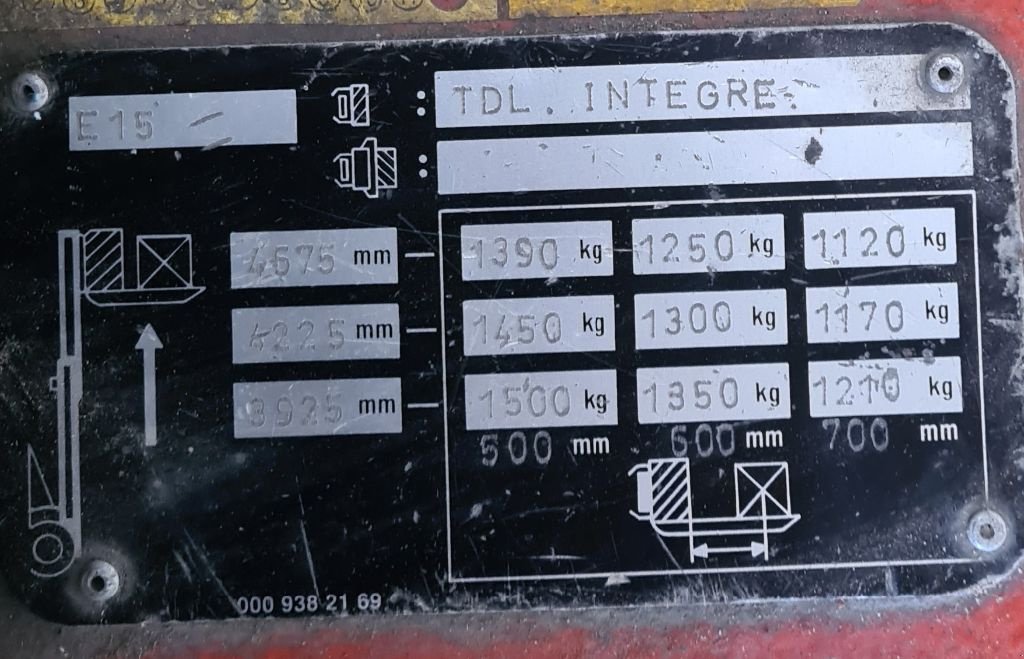 E15 : TDL. INTEGRE
:
4675 mm 1390 kg 1250 kg 1120 kg
4225 mm 1450 kg 1300 kg 1170 kg
3925 mm 1500 kg 1350 kg 1210 kg
500 mm 600 mm 700 mm
000 938 21 69